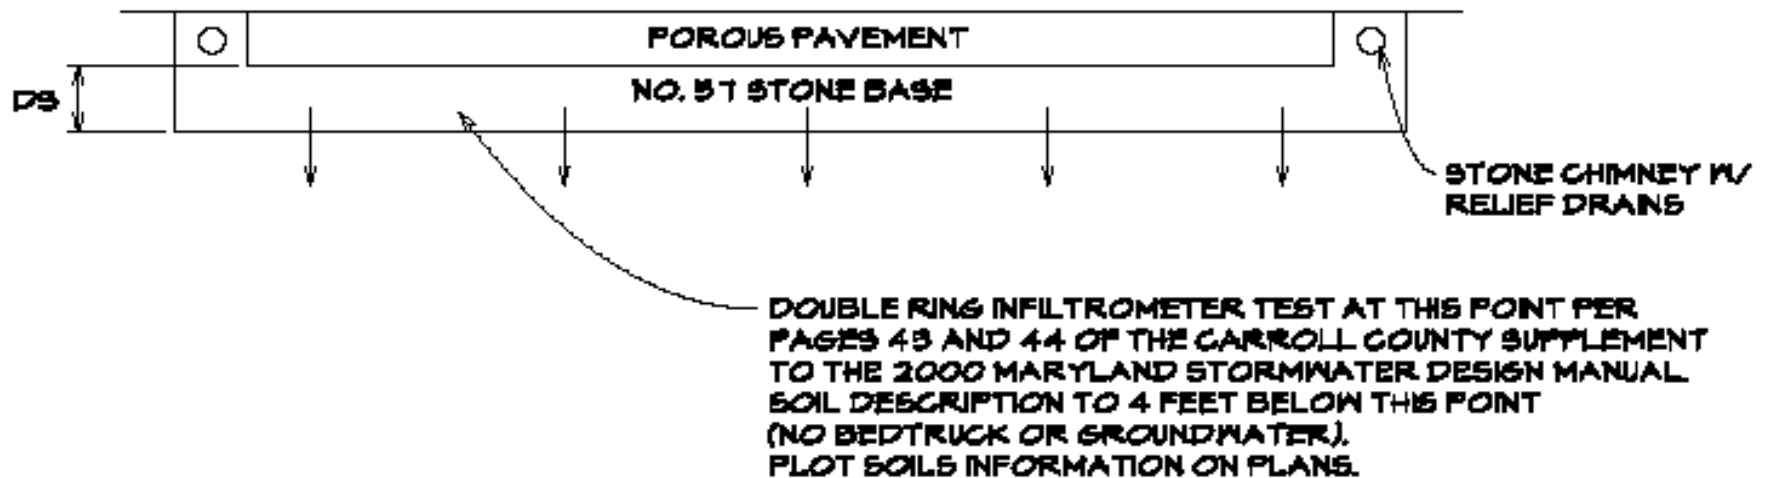 POROUS PAVEMENT
NO. 57 STONE BASE
DS
STONE CHIMNEY W/
RELIEF DRAINS
DOUBLE RING INFILTROMETER TEST AT THIS POINT PER
PAGES 43 AND 44 OF THE CARROLL COUNTY SUPPLEMENT
TO THE 2000 MARYLAND STORMWATER DESIGN MANUAL
SOIL DESCRIPTION TO 4 FEET BELOW THIS POINT
(NO BEDTRUCK OR GROUNDWATER).
PLOT SOILS INFORMATION ON PLANS.